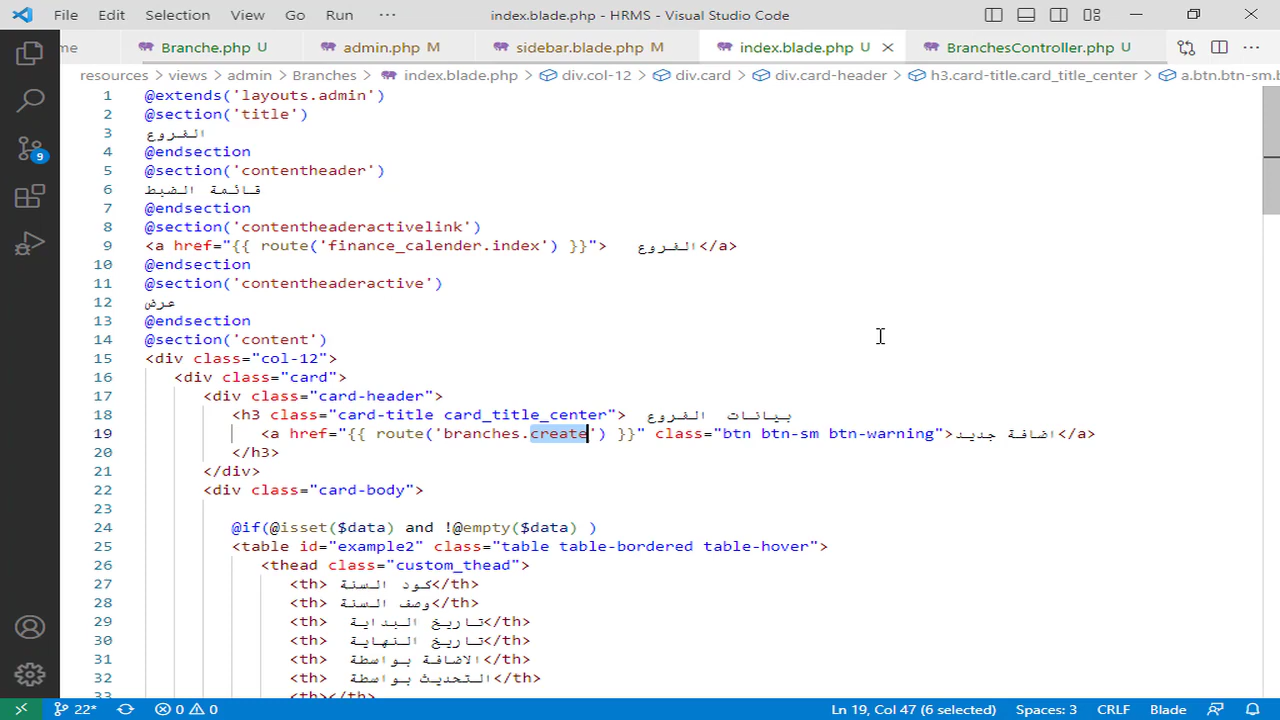 File Edit Selection View Go Run ··· index.blade.php - HRMS - Visual Studio Code
me Branche.php U admin.php M sidebar.blade.php M index.blade.php U BranchesController.php U
resources > views > admin > Branches > index.blade.php > div.col-12 > div.card > div.card-header > h3.card-title.card_title_center > a.btn.btn-sm.b
1 @extends('layouts.admin')
2 @section('title')
3 الفروع
4 @endsection
5 @section('contentheader')
6 قائمة الضبط
7 @endsection
8 @section('contentheaderactivelink')
9 <a href="{{ route('finance_calender.index') }}"> الفروع</a>
10 @endsection
11 @section('contentheaderactive')
12 عرض
13 @endsection
14 @section('content')
15 <div class="col-12">
16 <div class="card">
17 <div class="card-header">
18 <h3 class="card-title card_title_center"> بيانات الفروع
19 <a href="{{ route('branches.create') }}" class="btn btn-sm btn-warning">اضافة جديد</a>
20 </h3>
21 </div>
22 <div class="card-body">
23
24 @if(@isset($data) and !@empty($data) )
25 <table id="example2" class="table table-bordered table-hover">
26 <thead class="custom_thead">
27 <th> كود السنة</th>
28 <th> وصف السنة</th>
29 <th> تاريخ البداية</th>
30 <th> تاريخ النهاية</th>
31 <th> الاضافة بواسطة</th>
32 <th> التحديث بواسطة</th>
33 <th></th>
9
22* 0 0 Ln 19, Col 47 (6 selected) Spaces: 3 CRLF Blade